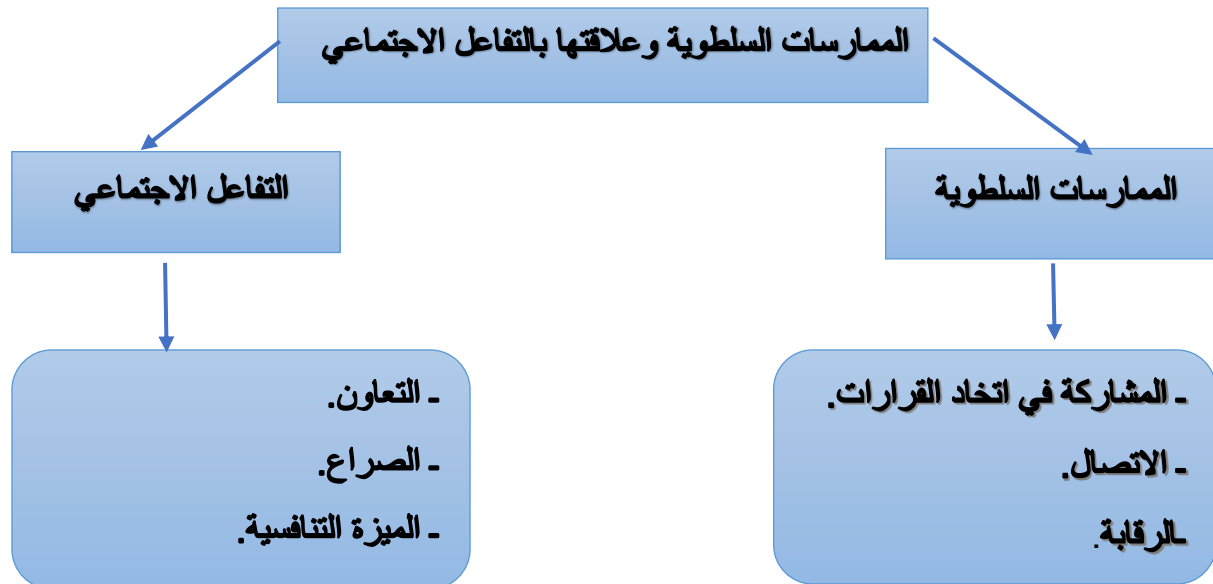 الممارسات السلطوية وعلاقتها بالتفاعل الاجتماعي
الممارسات السلطوية
التفاعل الاجتماعي
ـ المشاركة في اتخاد القرارات.
ـ الاتصال.
ـالرقابة.
ـ التعاون.
ـ الصراع.
ـ الميزة التنافسية.